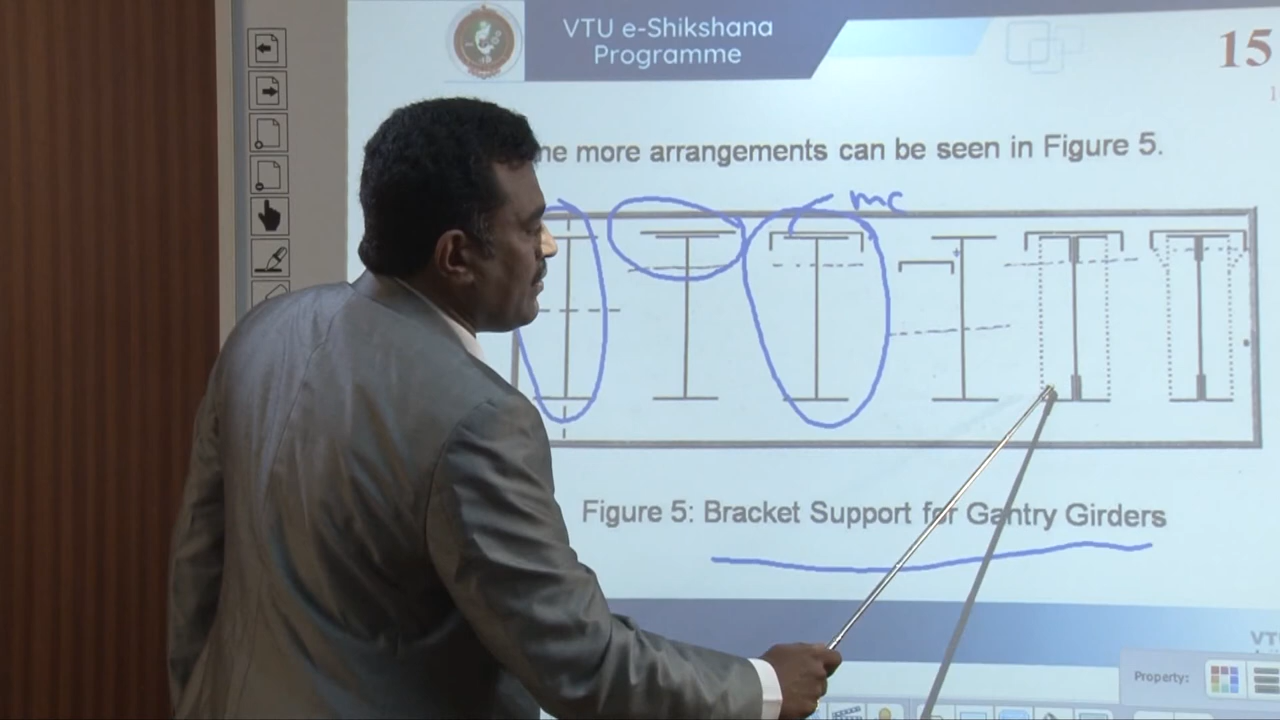 VTU e-Shikshana
Programme
15
more arrangements can be seen in Figure 5.
mc
Figure 5: Bracket Support for Gantry Girders
Property: